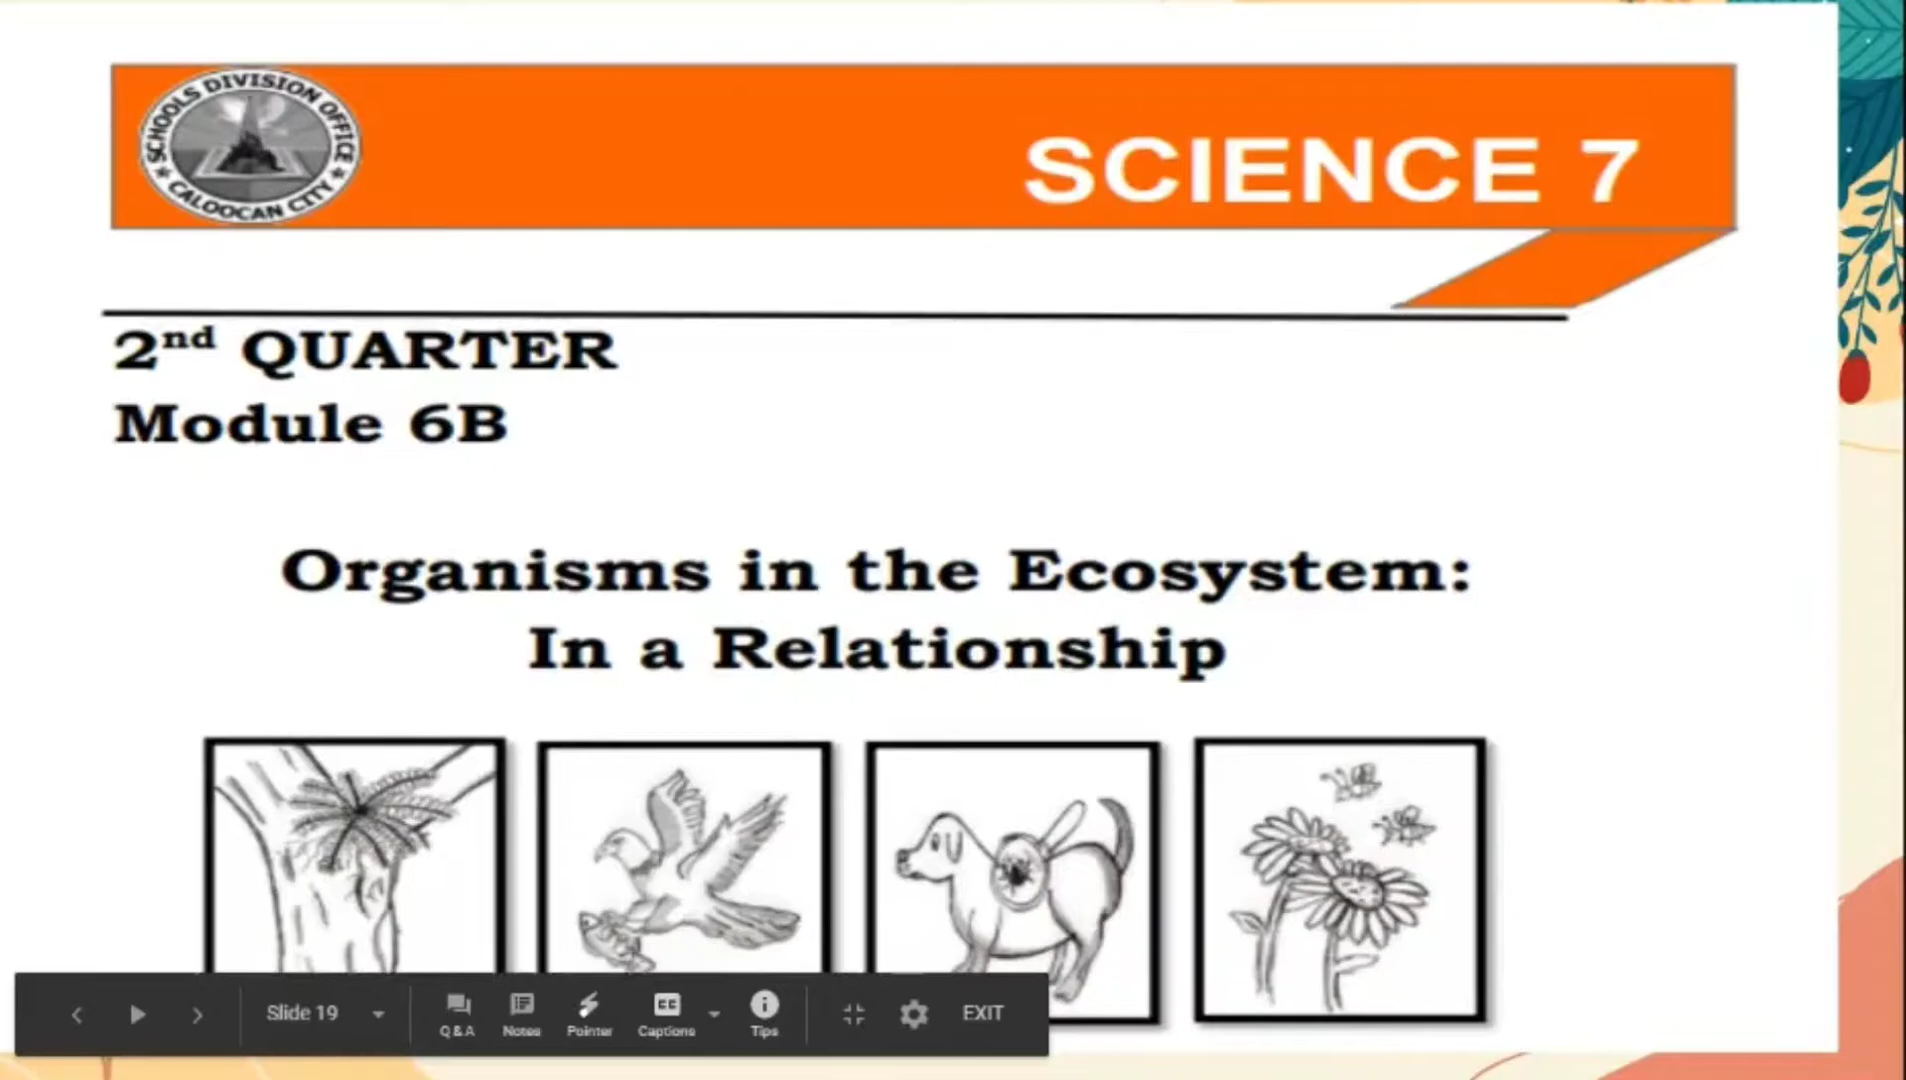 SCHOOLS DIVISION OFFICE
CALOOCAN CITY
SCIENCE 7
2nd QUARTER
Module 6B
Organisms in the Ecosystem:
In a Relationship
Slide 19
Q&A
Notes
Pointer
CC
Captions
Tips
EXIT